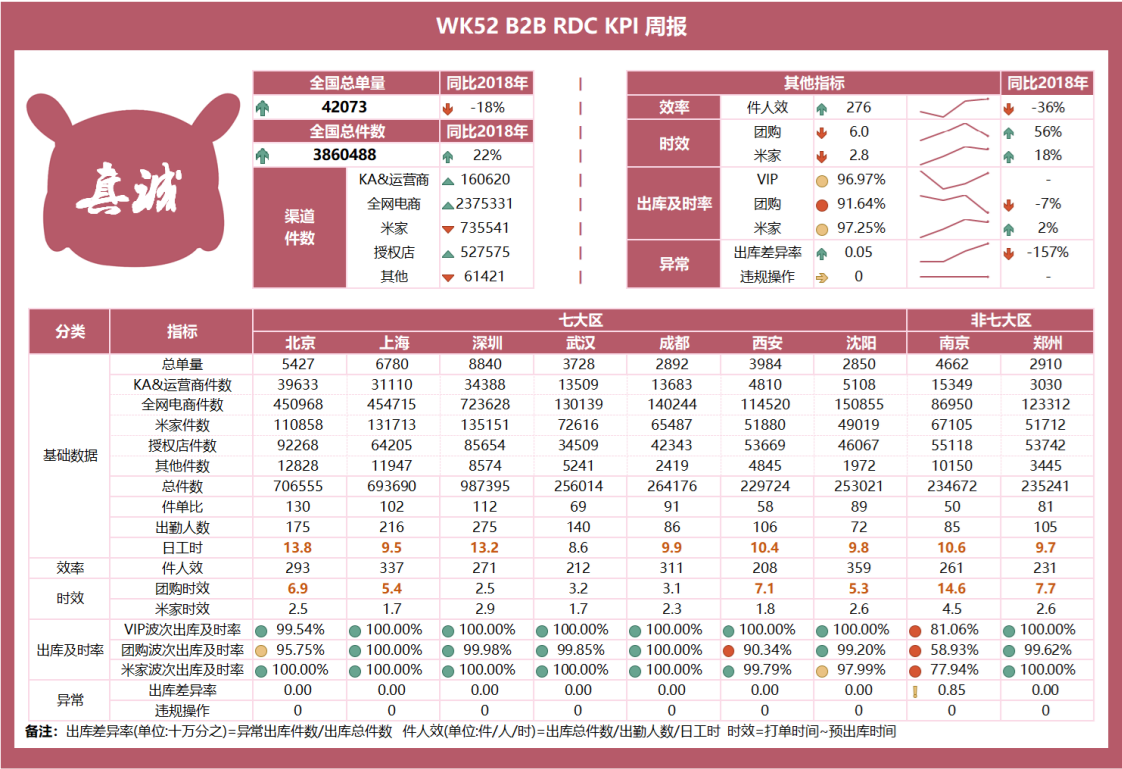 WK52 B2B RDC KPI 周报
真诚
全国总单量 同比2018年
42073 -18%
全国总件数 同比2018年
3860488 22%
渠道件数
KA&运营商 160620
全网电商 2375331
米家 735541
授权店 527575
其他 61421
其他指标 同比2018年
效率 件人效 276 -36%
时效 团购 6.0 56%
米家 2.8 18%
出库及时率 VIP 96.97% -
团购 91.64% -7%
米家 97.25% 2%
异常 出库差异率 0.05 -157%
违规操作 0 -
分类 指标 七大区 非七大区
北京 上海 深圳 武汉 成都 西安 沈阳 南京 郑州
基础数据
总单量 5427 6780 8840 3728 2892 3984 2850 4662 2910
KA&运营商件数 39633 31110 34388 13509 13683 4810 5108 15349 3030
全网电商件数 450968 454715 723628 130139 140244 114520 150855 86950 123312
米家件数 110858 131713 135151 72616 65487 51880 49019 67105 51712
授权店件数 92268 64205 85654 34509 42343 53669 46067 55118 53742
其他件数 12828 11947 8574 5241 2419 4845 1972 10150 3445
总件数 706555 693690 987395 256014 264176 229724 253021 234672 235241
件单比 130 102 112 69 91 58 89 50 81
出勤人数 175 216 275 140 86 106 72 85 105
日工时 13.8 9.5 13.2 8.6 9.9 10.4 9.8 10.6 9.7
效率 件人效 293 337 271 212 311 208 359 261 231
时效 团购时效 6.9 5.4 2.5 3.2 3.1 7.1 5.3 14.6 7.7
米家时效 2.5 1.7 2.9 1.7 2.3 1.8 2.6 4.5 2.6
出库及时率 VIP波次出库及时率 99.54% 100.00% 100.00% 100.00% 100.00% 100.00% 100.00% 81.06% 100.00%
团购波次出库及时率 95.75% 100.00% 99.98% 99.85% 100.00% 90.34% 99.20% 58.93% 99.62%
米家波次出库及时率 100.00% 100.00% 100.00% 100.00% 100.00% 99.79% 97.99% 77.94% 100.00%
异常 出库差异率 0.00 0.00 0.00 0.00 0.00 0.00 0.00 0.85 0.00
违规操作 0 0 0 0 0 0 0 0 0
备注：出库差异率(单位:十万分之)=异常出库件数/出库总件数 件人效(单位:件/人/时)=出库总件数/出勤人数/日工时 时效=打单时间~预出库时间